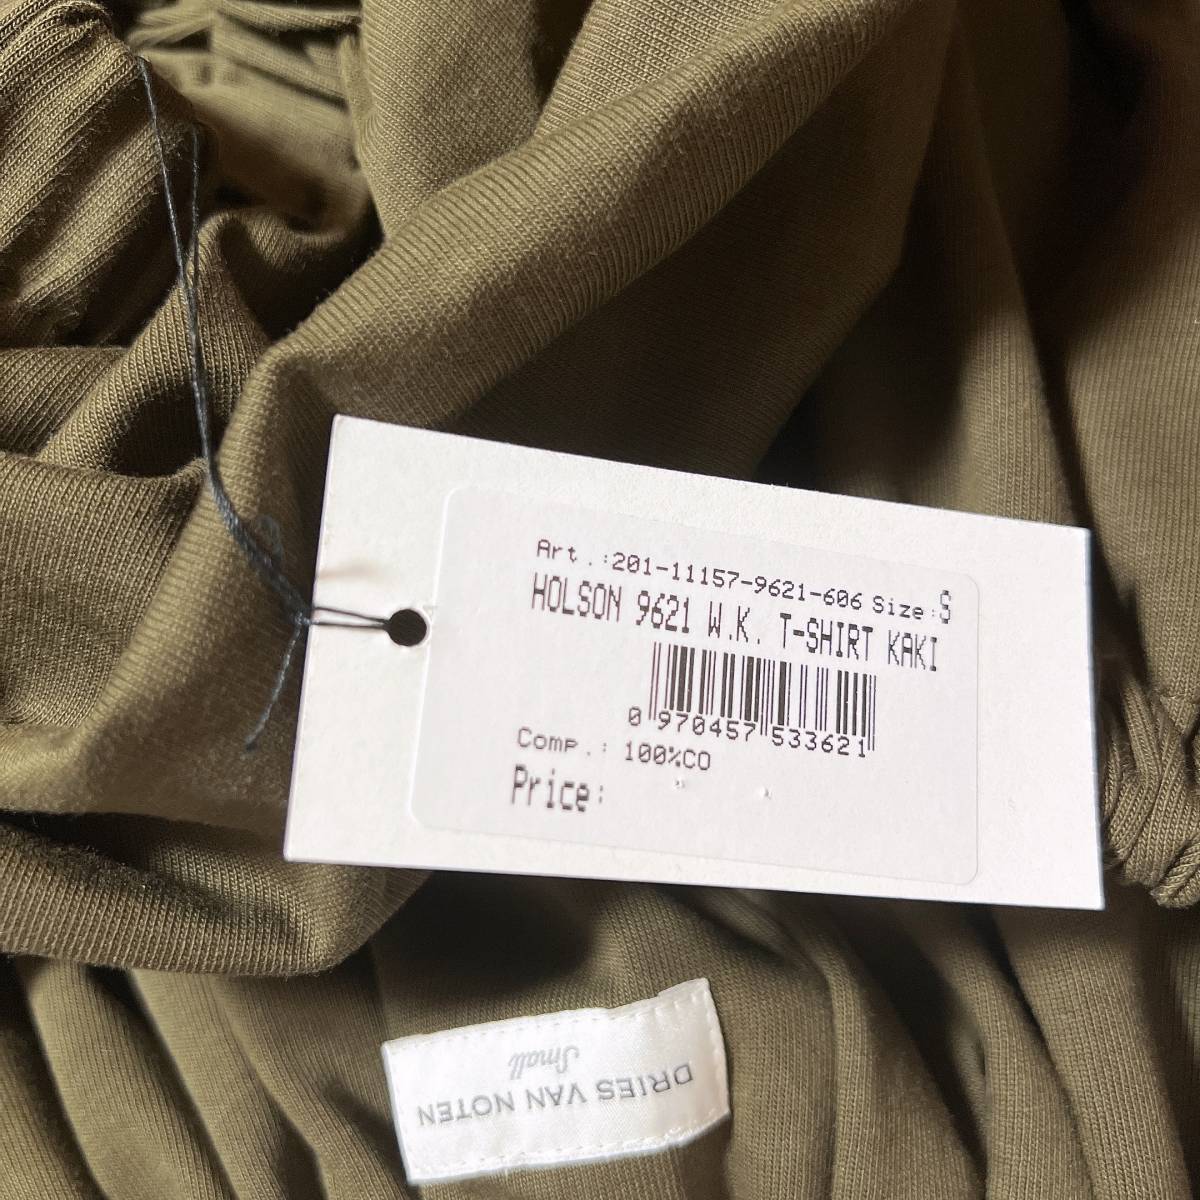 Art.:201-11157-9621-606 Size:S
HOLSON 9621 W.K. T-SHIRT KAKI
0 970457 533621
Comp.: 100%CO
Price:
DRIES VAN NOTEN
Small